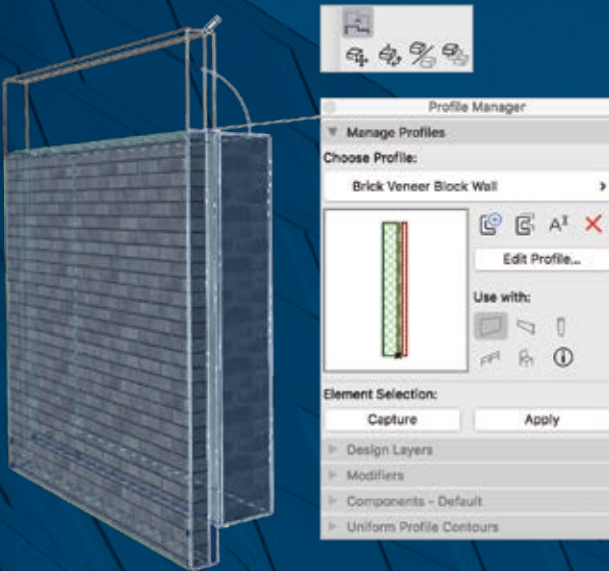 Profile Manager
Manage Profiles
Choose Profile:
Brick Veneer Block Wall
Edit Profile...
Use with:
Element Selection:
Capture
Apply
Design Layers
Modifiers
Components - Default
Uniform Profile Contours